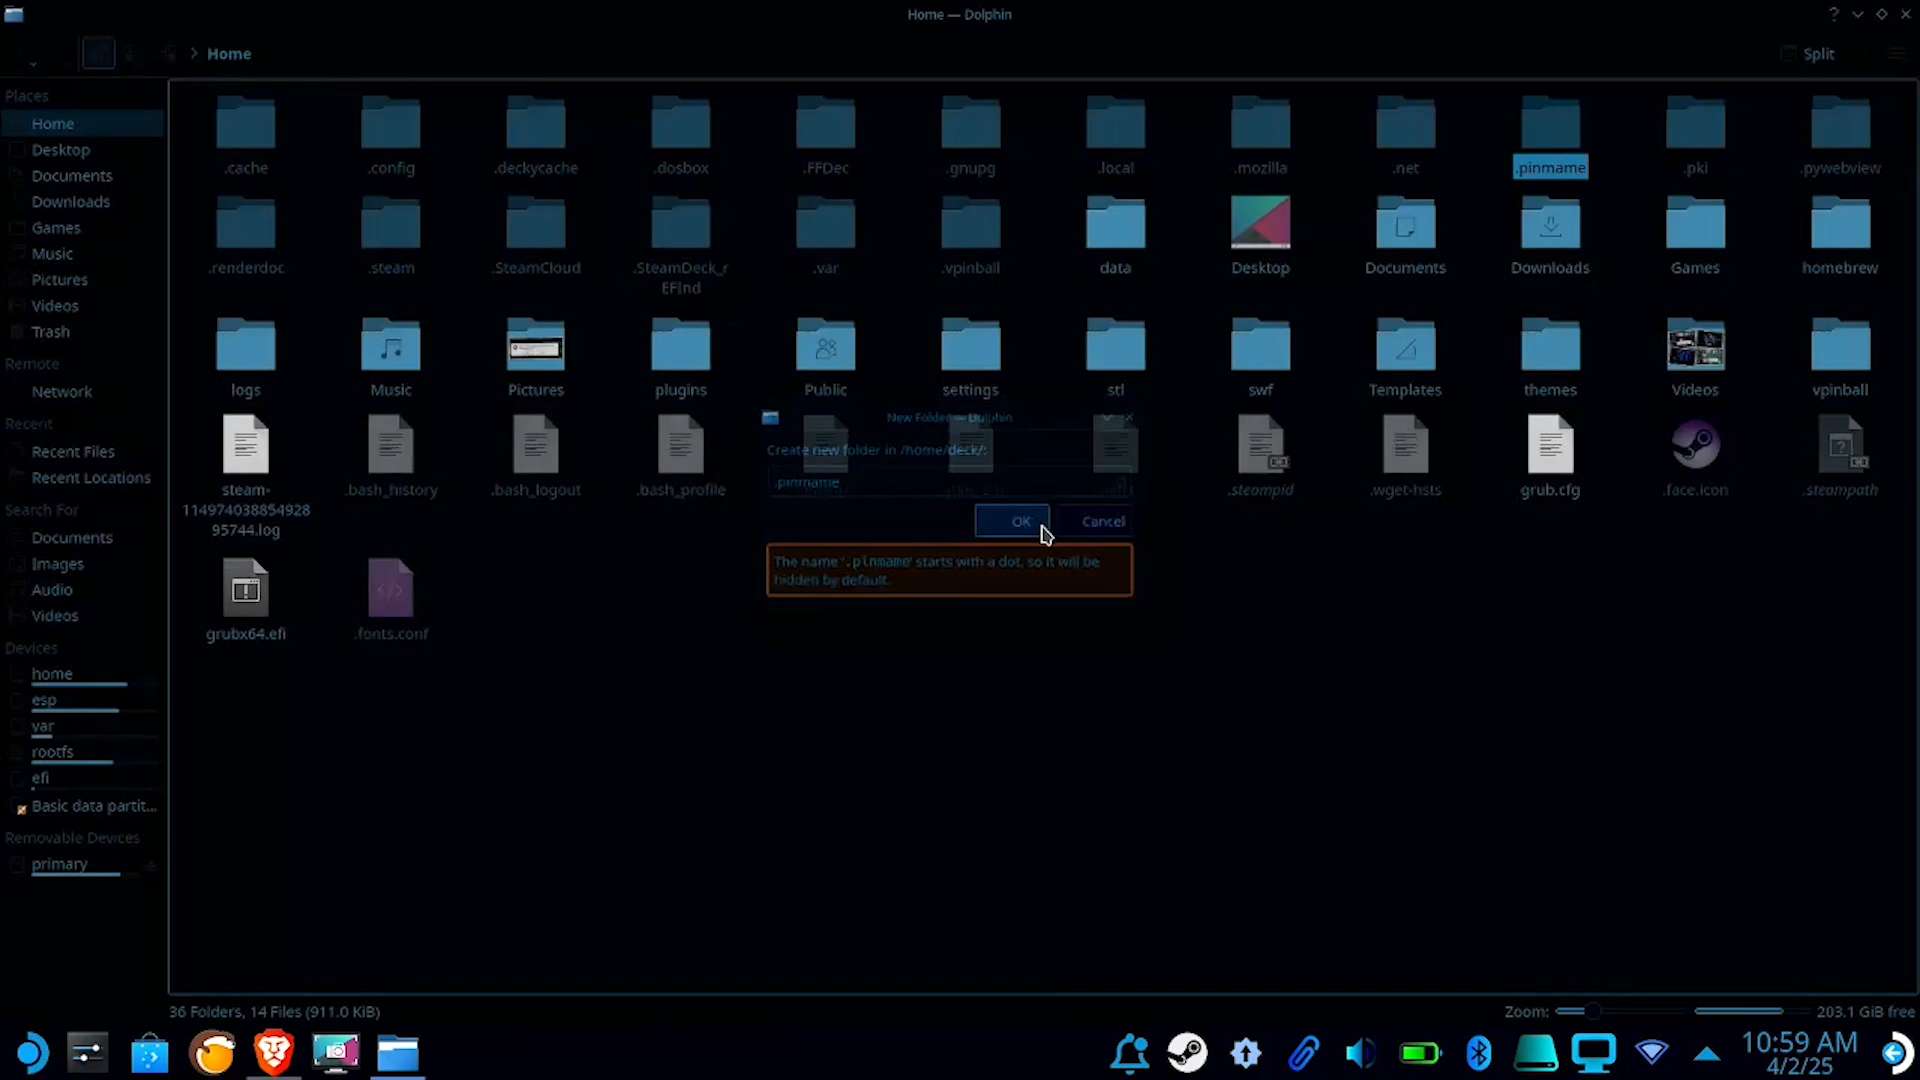 Home — Dolphin
Home
Split
Places
Home
Desktop
Documents
Downloads
Games
Music
Pictures
Videos
Trash
Remote
Network
Recent
Recent Files
Recent Locations
Search For
Documents
Images
Audio
Videos
Devices
home
esp
var
rootfs
efi
Basic data partit...
Removable Devices
primary
.cache
.config
.deckycache
.dosbox
.FFDec
.gnupg
.local
.mozilla
.net
.pinmame
.pki
.pywebview
.renderdoc
.steam
.SteamCloud
.SteamDeck_r
EFInd
.var
.vpinball
data
Desktop
Documents
Downloads
Games
homebrew
logs
Music
Pictures
plugins
Public
settings
stl
swf
Templates
themes
Videos
vpinball
steam-
114974038854928
95744.log
.bash_history
.bash_logout
.bash_profile
.steampid
.wget-hsts
grub.cfg
.face.icon
.steampath
grubx64.efi
.fonts.conf
New Folder — Dolphin
Create new folder in /home/deck/:
.pinmame
OK
Cancel
The name '.pinmame' starts with a dot, so it will be
hidden by default.
36 Folders, 14 Files (911.0 KiB)
Zoom:
203.1 GiB free
10:59 AM
4/2/25